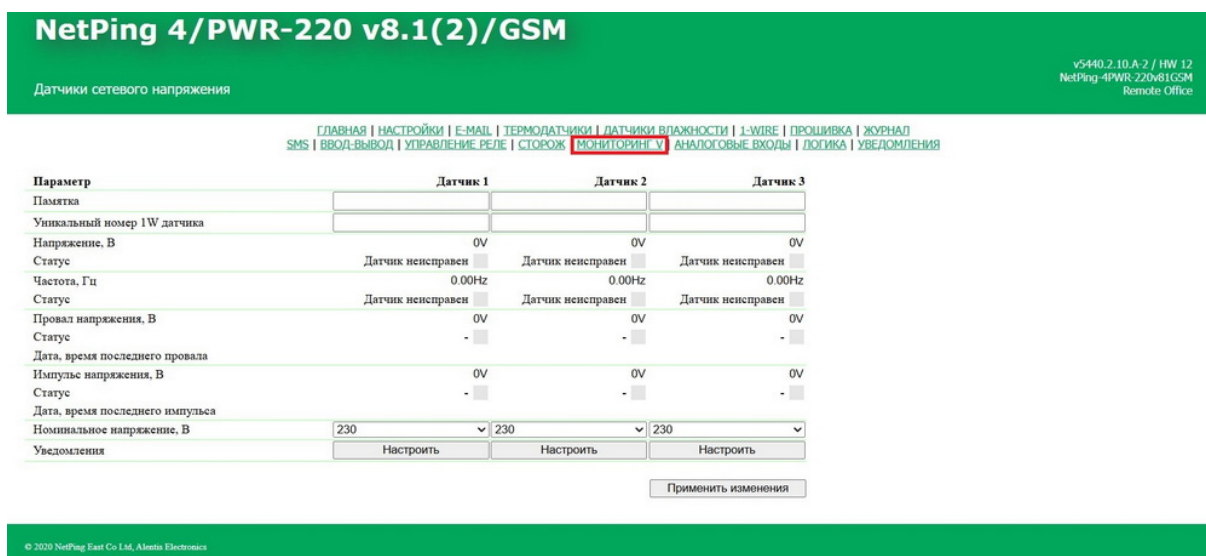 NetPing 4/PWR-220 v8.1(2)/GSM
v5440.2.10.A-2 / HW 12
NetPing-4PWR-220v81GSM
Remote Office
Датчики сетевого напряжения
ГЛАВНАЯ | НАСТРОЙКИ | E-MAIL | ТЕРМОДАТЧИКИ | ДАТЧИКИ ВЛАЖНОСТИ | 1-WIRE | ПРОШИВКА | ЖУРНАЛ
SMS | ВВОД-ВЫВОД | УПРАВЛЕНИЕ РЕЛЕ | СТОРОЖ | МОНИТОРИНГ V | АНАЛОГОВЫЕ ВХОДЫ | ЛОГИКА | УВЕДОМЛЕНИЯ
Параметр Датчик 1 Датчик 2 Датчик 3
Памятка
Уникальный номер 1W датчика
Напряжение, В 0V 0V 0V
Статус Датчик неисправен Датчик неисправен Датчик неисправен
Частота, Гц 0.00Hz 0.00Hz 0.00Hz
Статус Датчик неисправен Датчик неисправен Датчик неисправен
Провал напряжения, В 0V 0V 0V
Статус - - -
Дата, время последнего провала
Импульс напряжения, В 0V 0V 0V
Статус - - -
Дата, время последнего импульса
Номинальное напряжение, В 230 230 230
Уведомления Настроить Настроить Настроить
Применить изменения
© 2020 NetPing East Co Ltd, Alentis Electronics